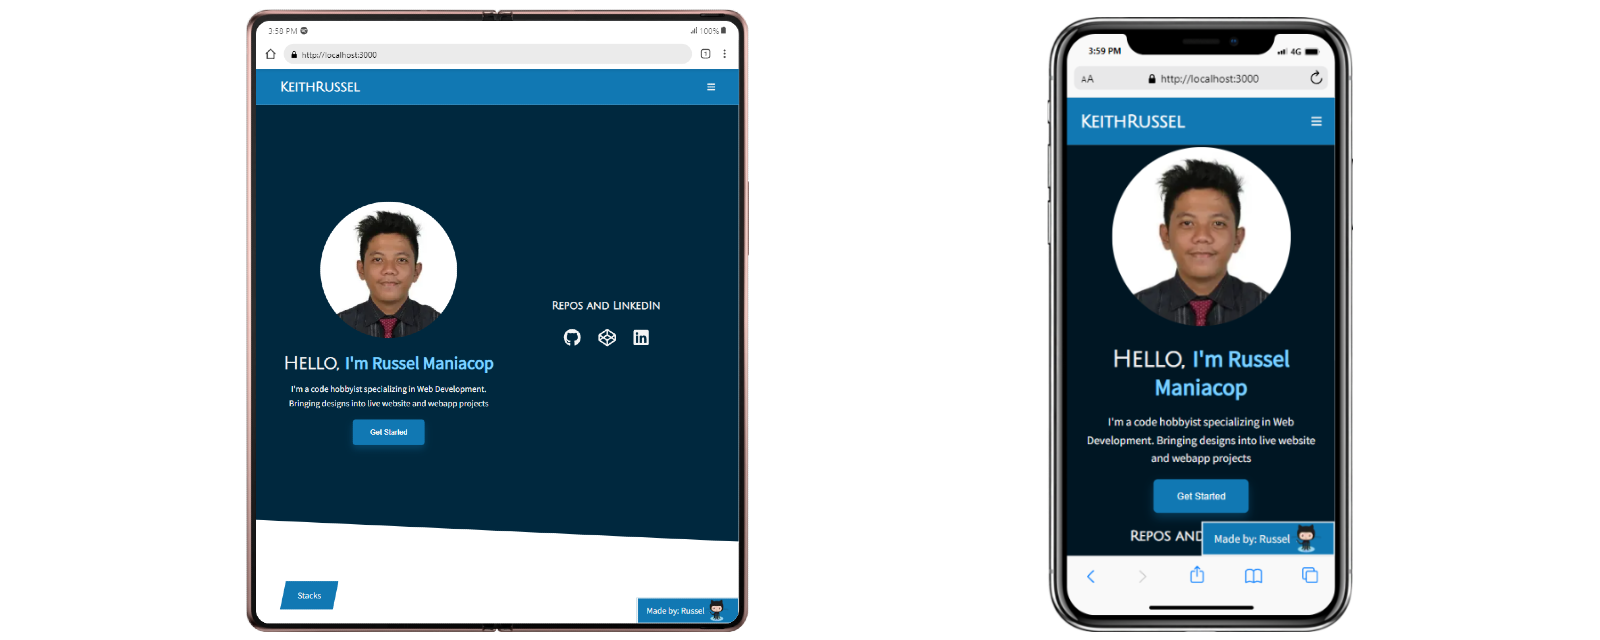 3:58 PM
100%
http://localhost:3000
1
KEITHRUSSEL
HELLO, I'm Russel Maniacop
I'm a code hobbyist specializing in Web Development.
Bringing designs into live website and webapp projects
Get Started
REPOS AND LINKEDIN
Stacks
Made by: Russel
3:59 PM
4G
AA
http://localhost:3000
KEITHRUSSEL
HELLO, I'm Russel
Maniacop
I'm a code hobbyist specializing in Web
Development. Bringing designs into live website
and webapp projects
Get Started
REPOS AND
Made by: Russel